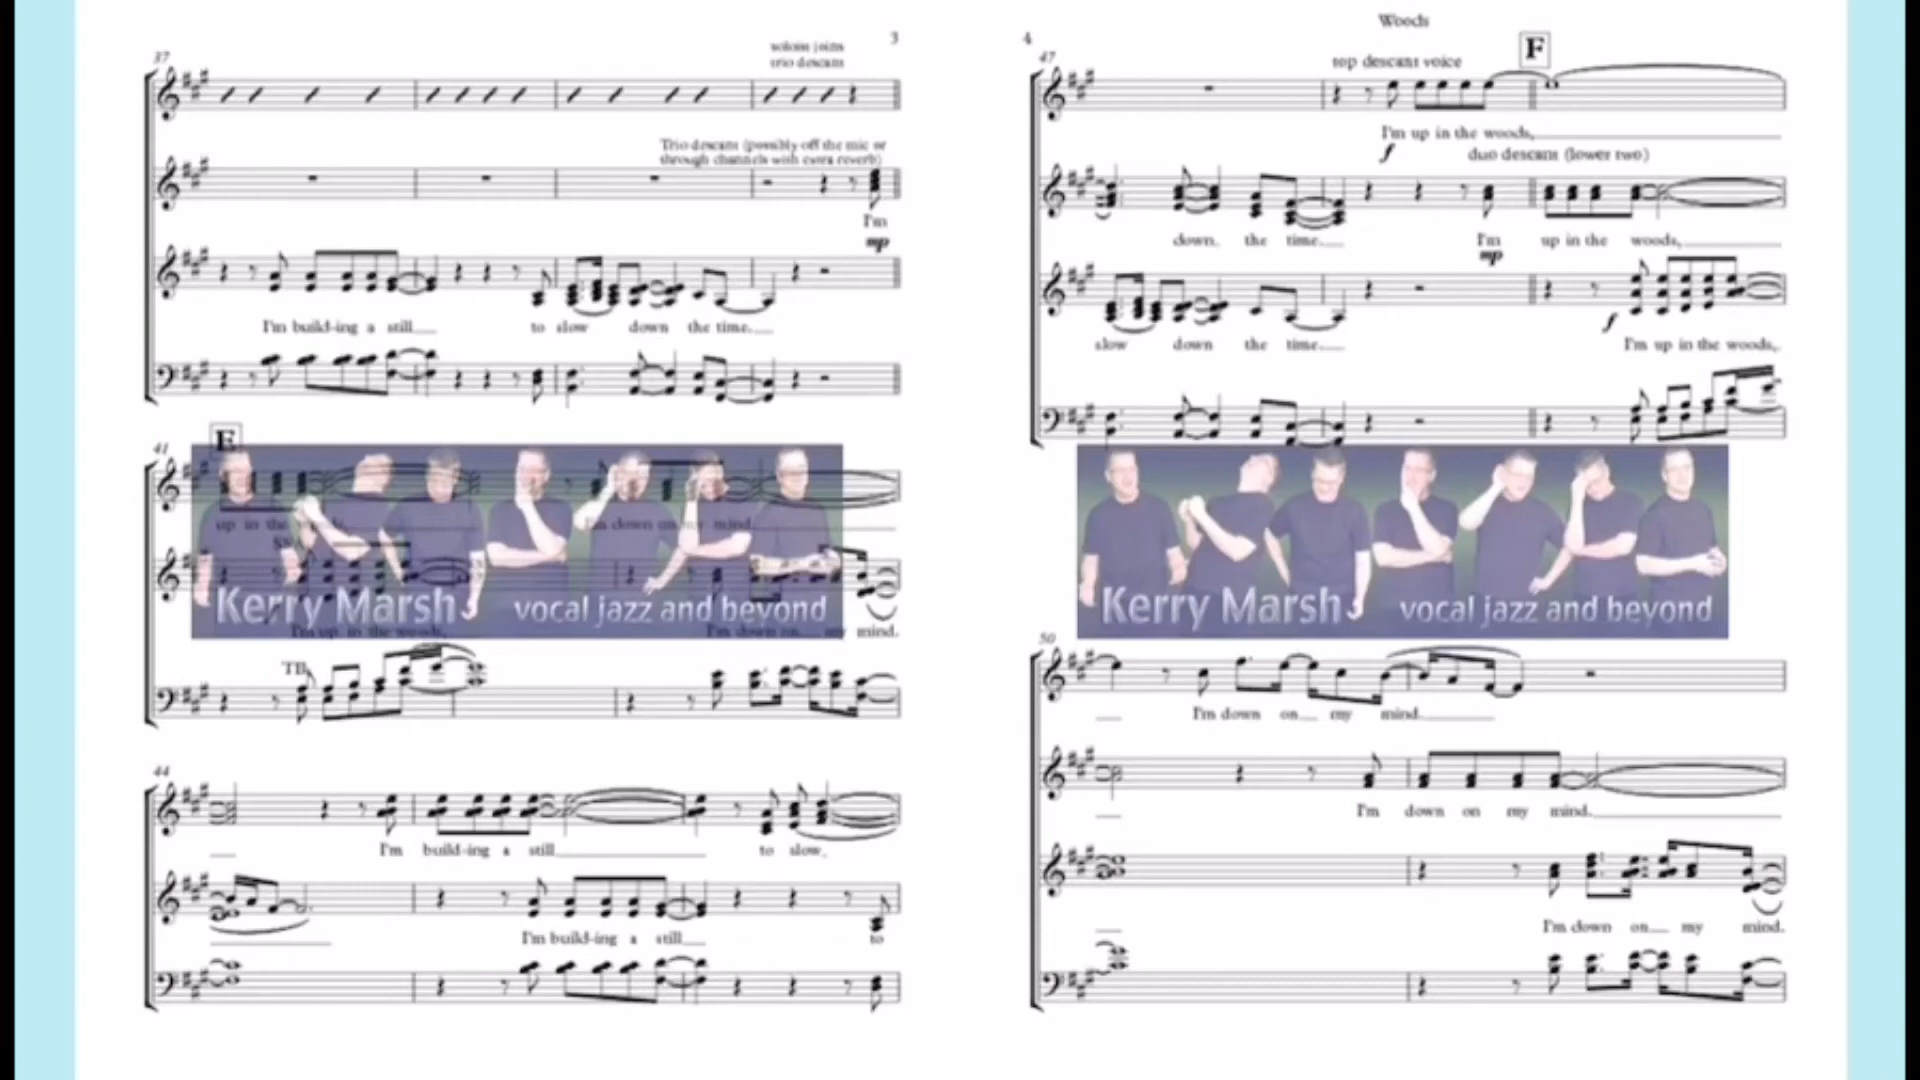 3
37
soloist joins
trio descant
Trio descant (possibly off the mic or
through channels with extra reverb)
I'm
mp
I'm build-ing a still to slow down the time.
E
41
up in the woods, I'm down on my mind.
SA
Kerry Marsh vocal jazz and beyond
I'm up in the woods, I'm down on my mind.
TB
44
I'm build-ing a still to slow
I'm build-ing a still to
4
Woods
47
top descant voice
F
I'm up in the woods,
f
duo descant (lower two)
down the time. I'm up in the woods,
mp
f
slow down the time. I'm up in the woods,
Kerry Marsh vocal jazz and beyond
50
I'm down on my mind.
I'm down on my mind.
I'm down on my mind.